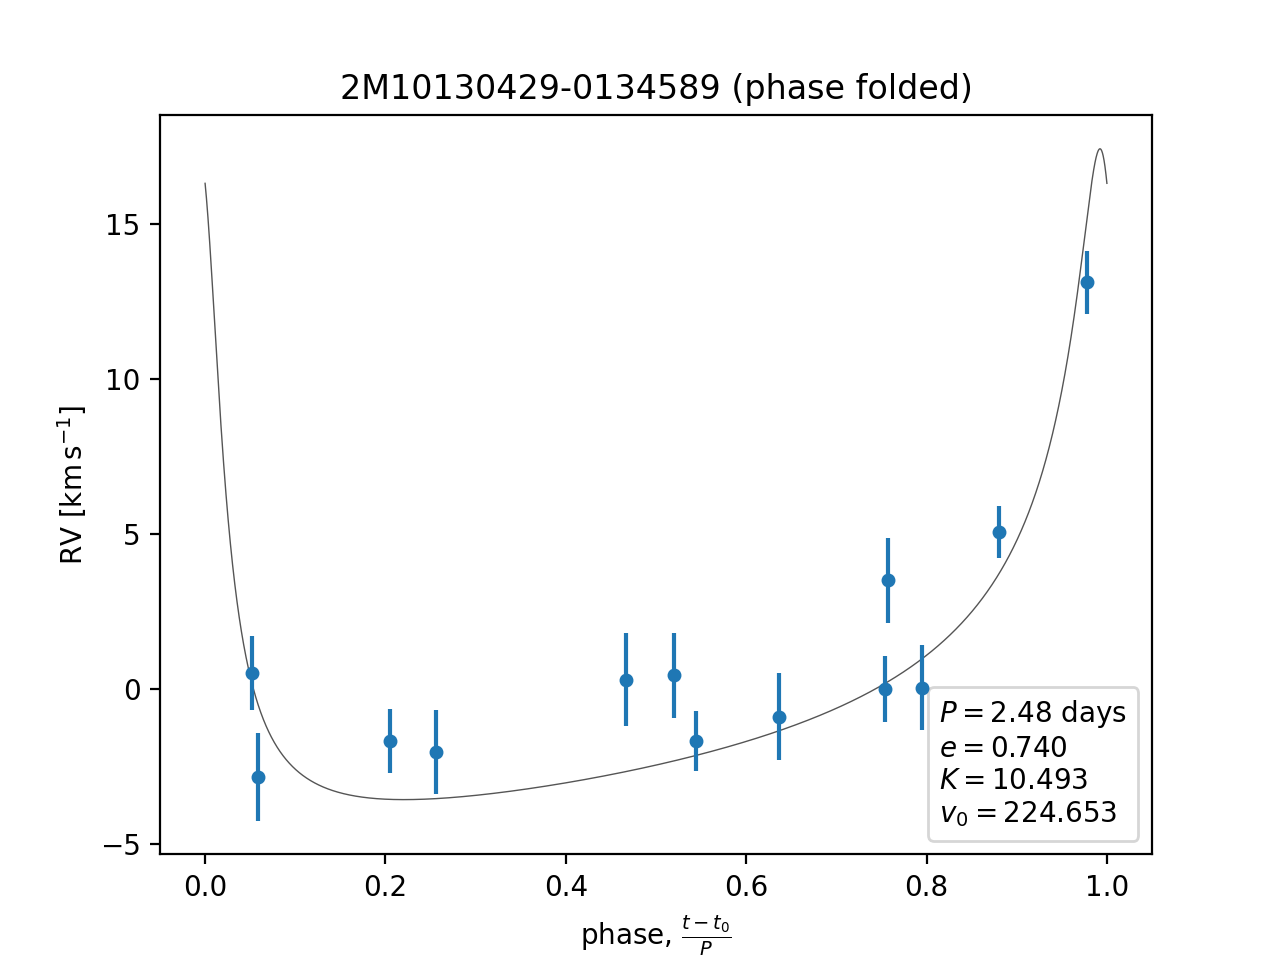 2M10130429-0134589 (phase folded)
RV [km s⁻¹]
15
10
5
0
−5
P = 2.48 days
e = 0.740
K = 10.493
v₀ = 224.653
0.0 0.2 0.4 0.6 0.8 1.0
phase, (t − t₀)/P